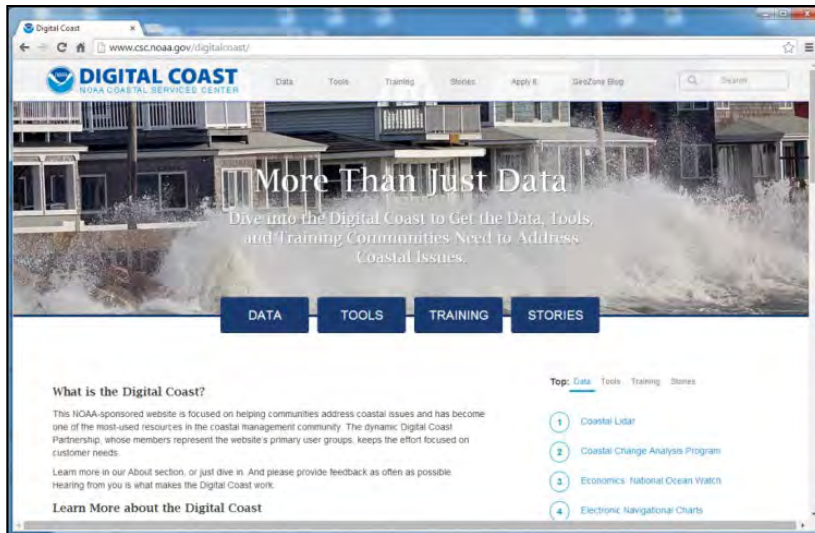 Digital Coast
www.csc.noaa.gov/digitalcoast/
DIGITAL COAST
NOAA COASTAL SERVICES CENTER
Data Tools Training Stories Apply It GeoZone Blog Search
More Than Just Data
Dive into the Digital Coast to Get the Data, Tools,
and Training Communities Need to Address
Coastal Issues.
DATA TOOLS TRAINING STORIES
What is the Digital Coast?
This NOAA-sponsored website is focused on helping communities address coastal issues and has become
one of the most-used resources in the coastal management community. The dynamic Digital Coast
Partnership, whose members represent the website's primary user groups, keeps the effort focused on
customer needs.
Learn more in our About section, or just dive in. And please provide feedback as often as possible.
Hearing from you is what makes the Digital Coast work.
Learn More about the Digital Coast
Top: Data Tools Training Stories
1 Coastal Lidar
2 Coastal Change Analysis Program
3 Economics: National Ocean Watch
4 Electronic Navigational Charts